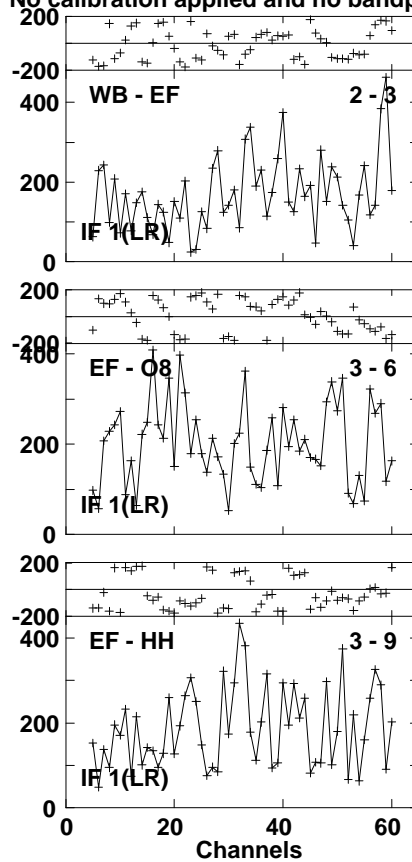 No calibration applied and no bandp
200
-200
400
WB - EF 2 - 3
200
IF 1(LR)
0
200
-200
400
EF - O8 3 - 6
200
IF 1(LR)
0
200
-200
400
EF - HH 3 - 9
200
IF 1(LR)
0
0 20 40 60
Channels